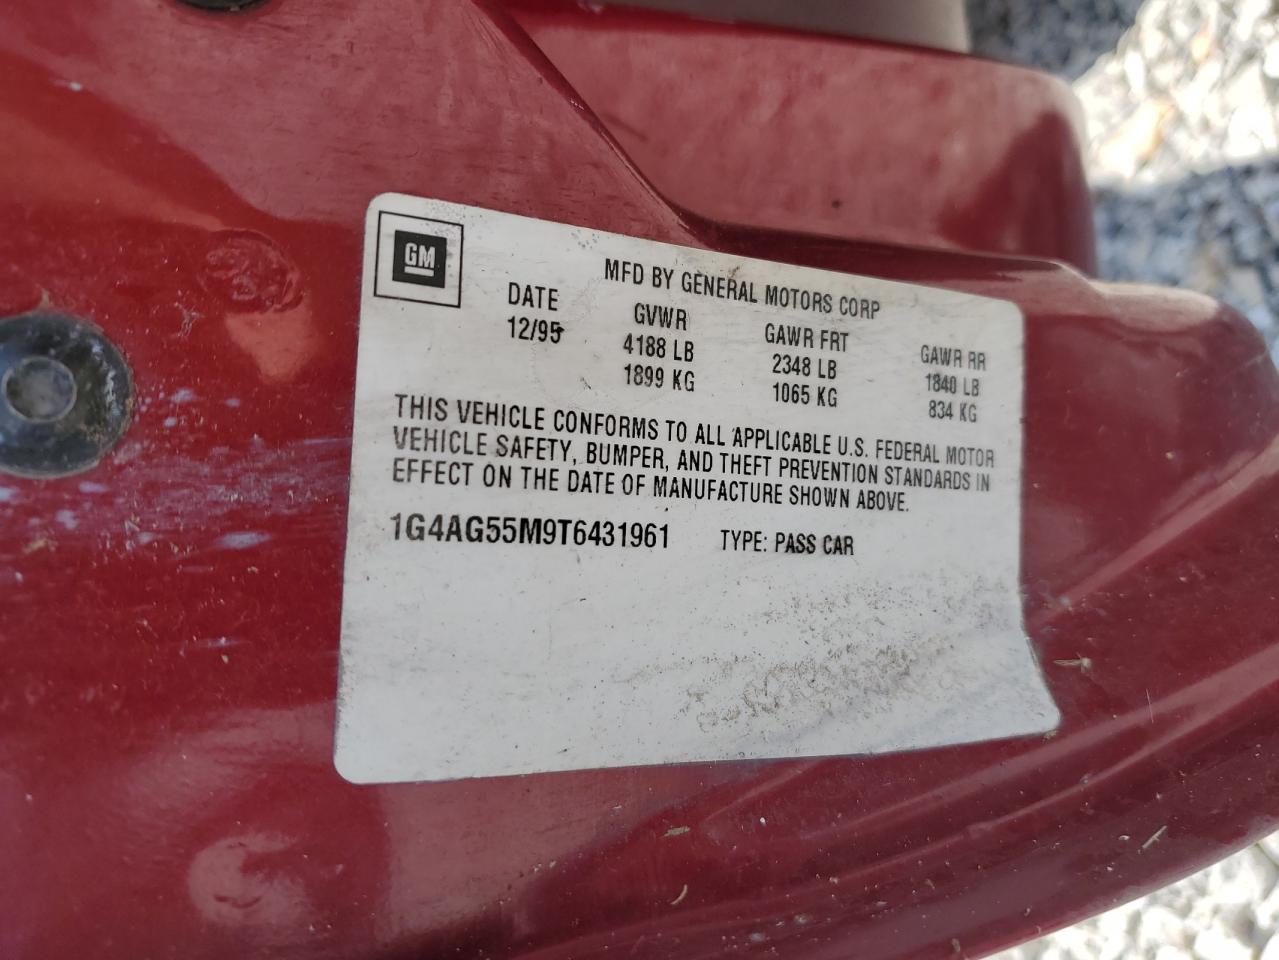 GM
MFD BY GENERAL MOTORS CORP
DATE GVWR GAWR FRT GAWR RR
12/95 4188 LB 2348 LB 1840 LB
1899 KG 1065 KG 834 KG
THIS VEHICLE CONFORMS TO ALL APPLICABLE U.S. FEDERAL MOTOR
VEHICLE SAFETY, BUMPER, AND THEFT PREVENTION STANDARDS IN
EFFECT ON THE DATE OF MANUFACTURE SHOWN ABOVE.
1G4AG55M9T6431961 TYPE: PASS CAR